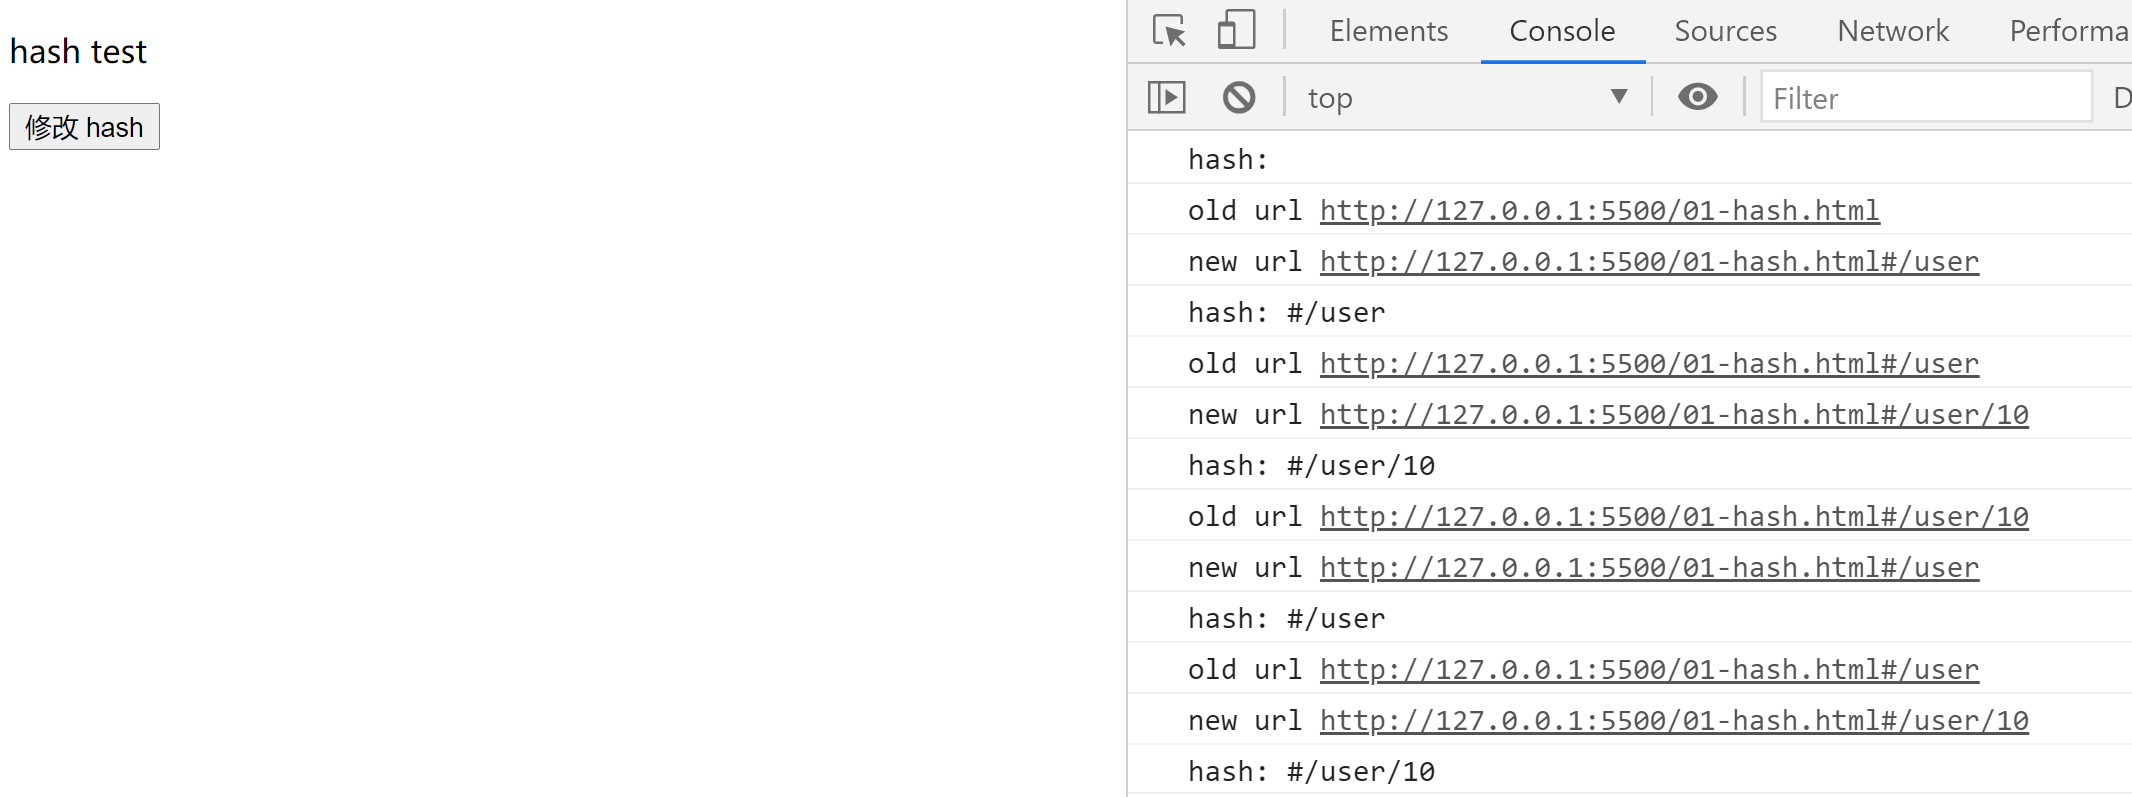 hash test
修改 hash
Elements Console Sources Network Performa
top Filter D
hash:
old url http://127.0.0.1:5500/01-hash.html
new url http://127.0.0.1:5500/01-hash.html#/user
hash: #/user
old url http://127.0.0.1:5500/01-hash.html#/user
new url http://127.0.0.1:5500/01-hash.html#/user/10
hash: #/user/10
old url http://127.0.0.1:5500/01-hash.html#/user/10
new url http://127.0.0.1:5500/01-hash.html#/user
hash: #/user
old url http://127.0.0.1:5500/01-hash.html#/user
new url http://127.0.0.1:5500/01-hash.html#/user/10
hash: #/user/10